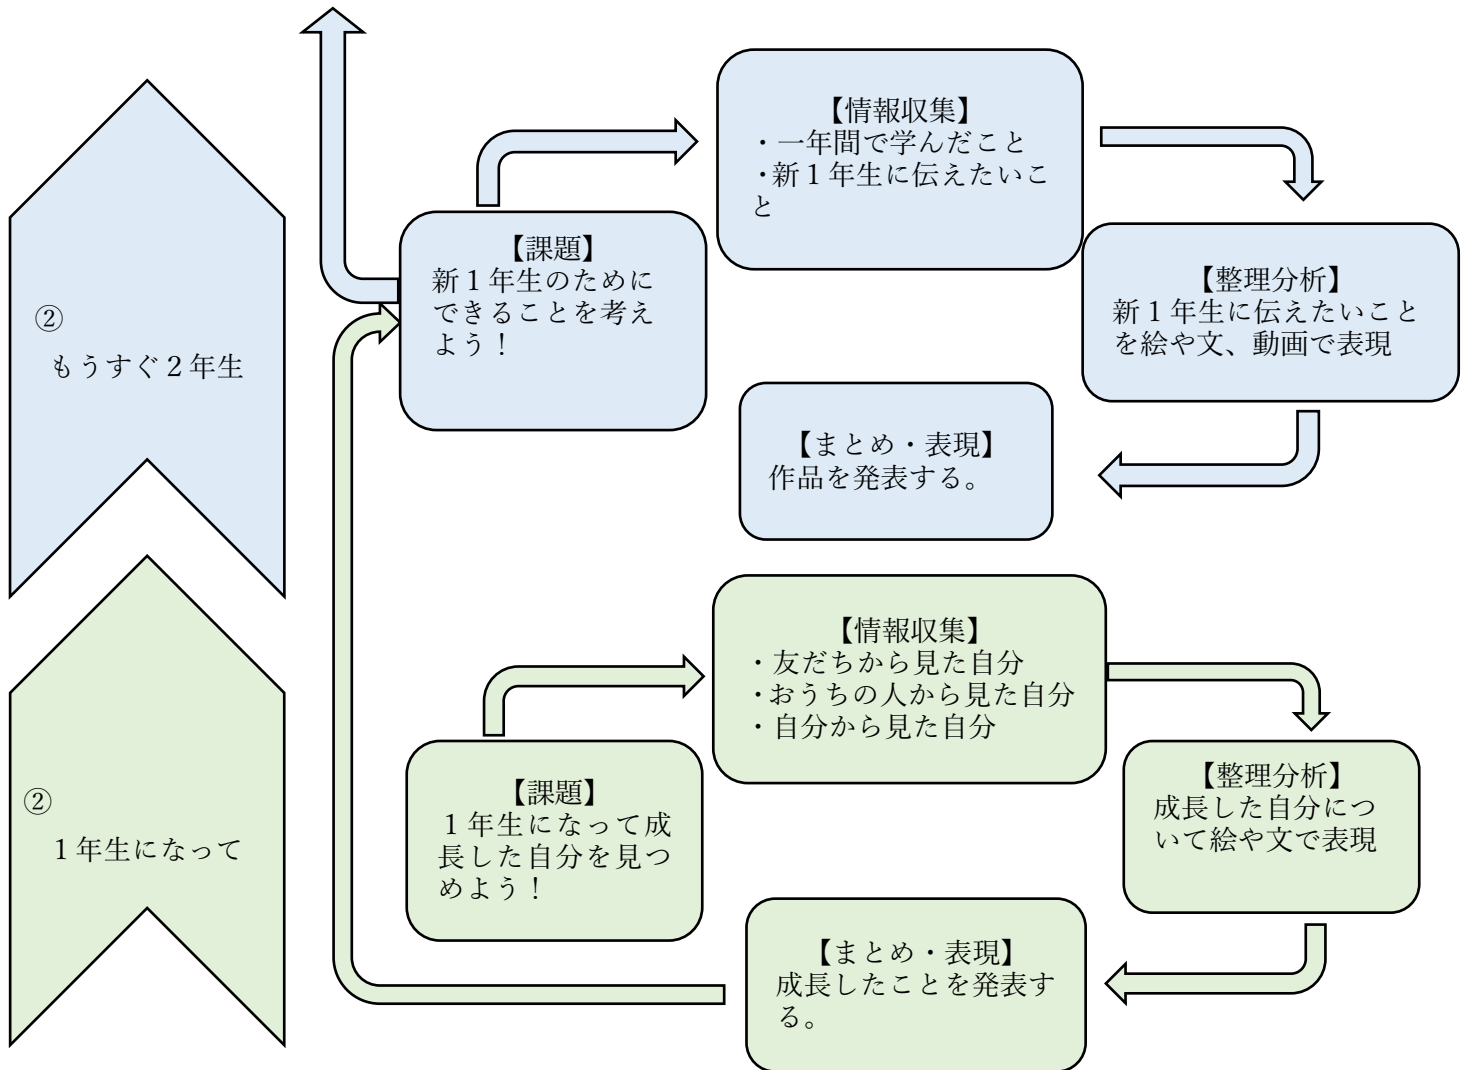 ②
もうすぐ２年生
【課題】
新１年生のために
できることを考え
よう！
【情報収集】
・一年間で学んだこと
・新１年生に伝えたいこ
と
【整理分析】
新１年生に伝えたいこと
を絵や文、動画で表現
【まとめ・表現】
作品を発表する。
②
１年生になって
【課題】
１年生になって成
長した自分を見つ
めよう！
【情報収集】
・友だちから見た自分
・おうちの人から見た自分
・自分から見た自分
【整理分析】
成長した自分につ
いて絵や文で表現
【まとめ・表現】
成長したことを発表す
る。